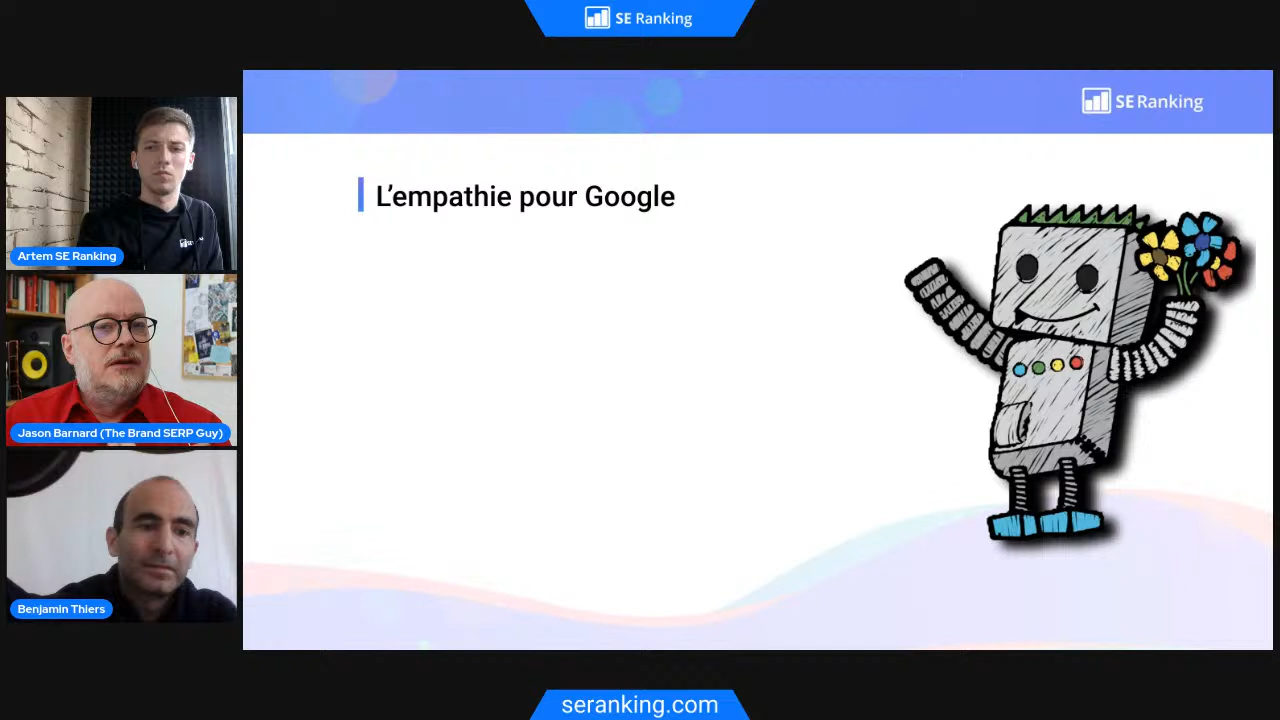 SE Ranking
SE Ranking
L’empathie pour Google
Artem SE Ranking
Jason Barnard (The Brand SERP Guy)
Benjamin Thiers
seranking.com